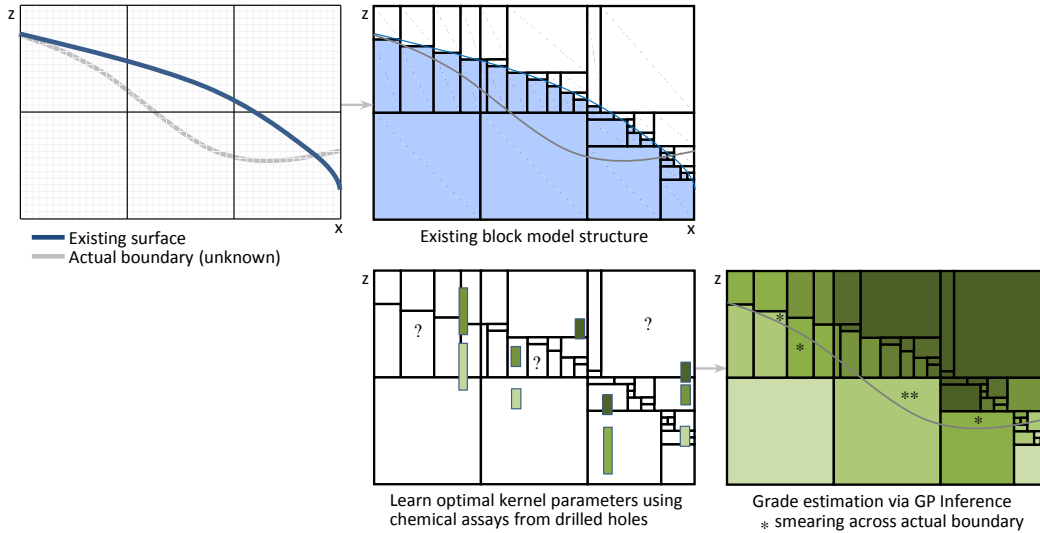 z
x
Existing surface
Actual boundary (unknown)
z
x
Existing block model structure
z
?
?
?
Learn optimal kernel parameters using
chemical assays from drilled holes
z
*
*
**
*
Grade estimation via GP Inference
* smearing across actual boundary